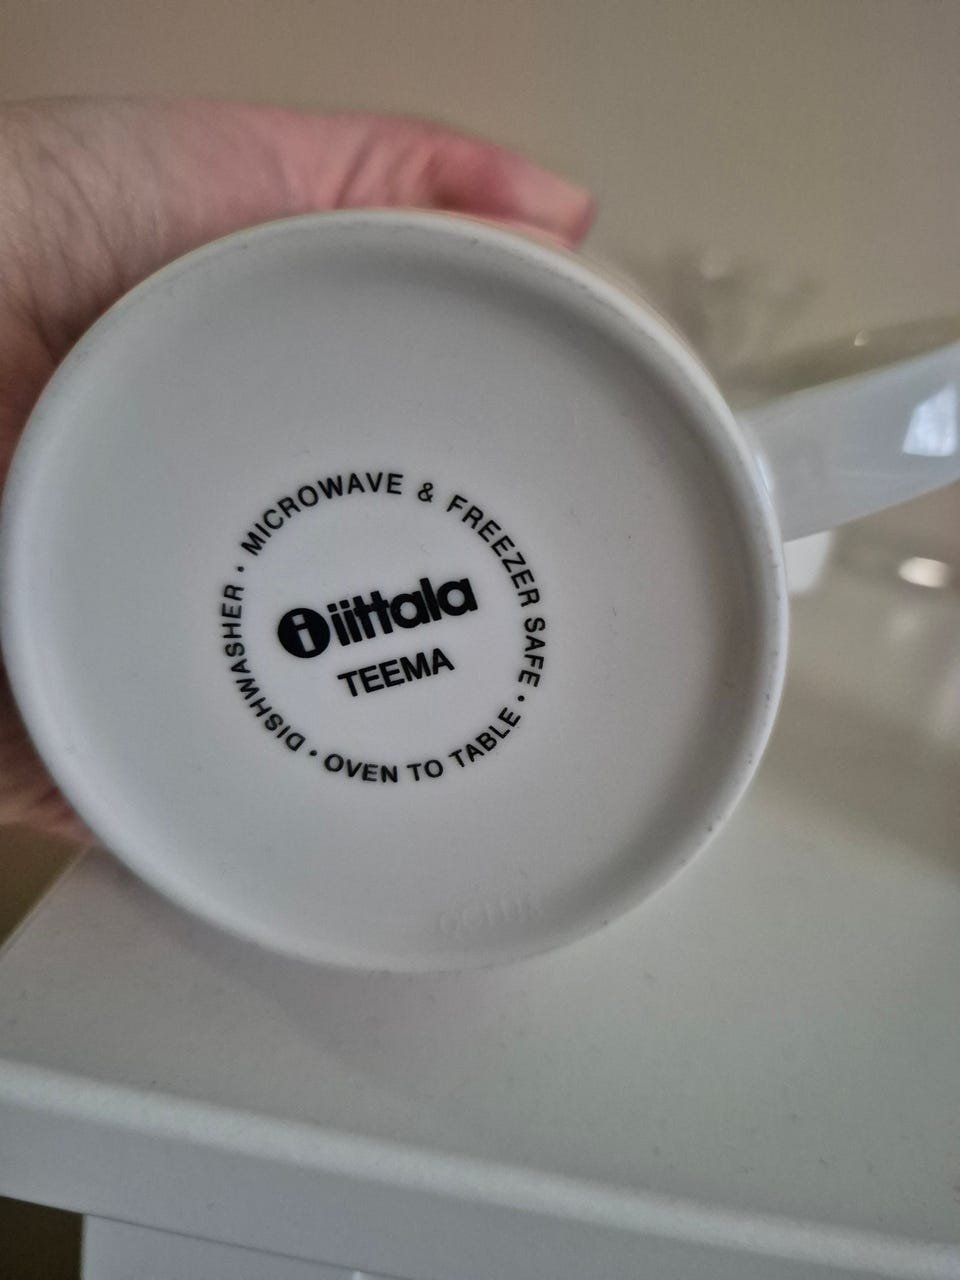 MICROWAVE & FREEZER SAFE • OVEN TO TABLE • DISHWASHER •
i iittala
TEEMA